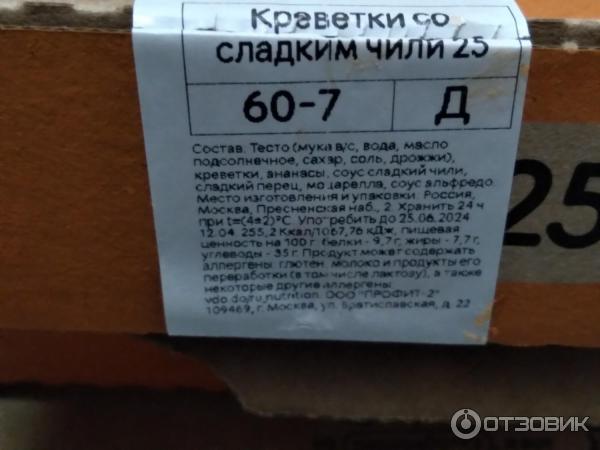 Креветки со
сладким чили 25
60-7 Д
Состав. Тесто (мука в/с, вода, масло
подсолнечное, сахар, соль, дрожжи),
креветки, ананасы, соус сладкий чили,
сладкий перец, моцарелла, соус альфредо.
Место изготовления и упаковки: Россия,
Москва, Пресненская наб., 2. Хранить 24 ч
при t=(4±2)°С. Употребить до 25.06.2024
12:04. 255,2 Ккал/1067,76 кДж, пищевая
ценность на 100 г: белки - 9,7 г, жиры - 7,7 г,
углеводы - 35 г. Продукт может содержать
аллергены: глютен, молоко и продукты его
переработки (в том числе лактозу), а также
некоторые другие аллергены
ООО "ПРОФИТ-2"
109469, г. Москва, ул. Братиславская, д. 22
25
ОТЗОВИК